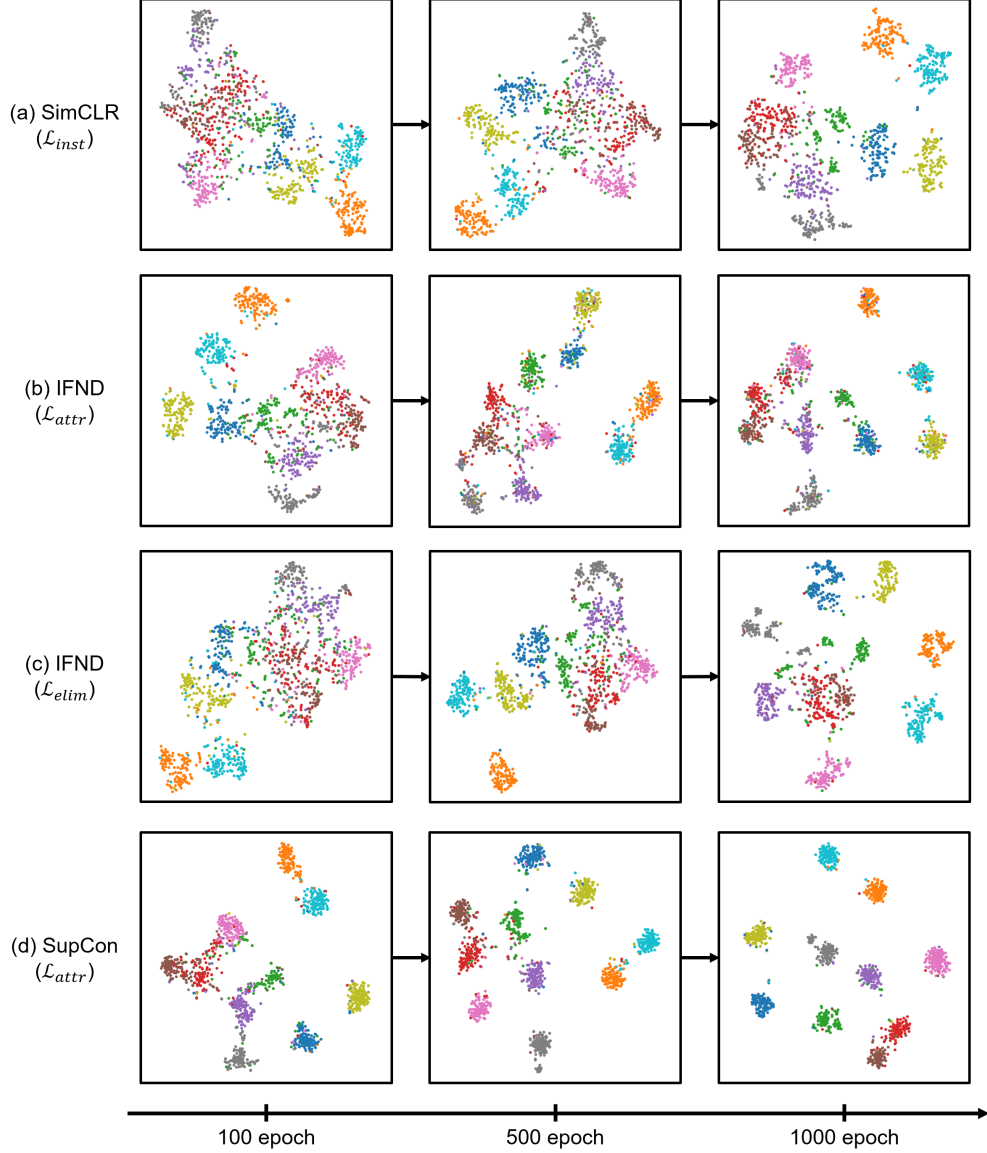 (a) SimCLR
(ℒ_inst)
(b) IFND
(ℒ_attr)
(c) IFND
(ℒ_elim)
(d) SupCon
(ℒ_attr)
100 epoch
500 epoch
1000 epoch